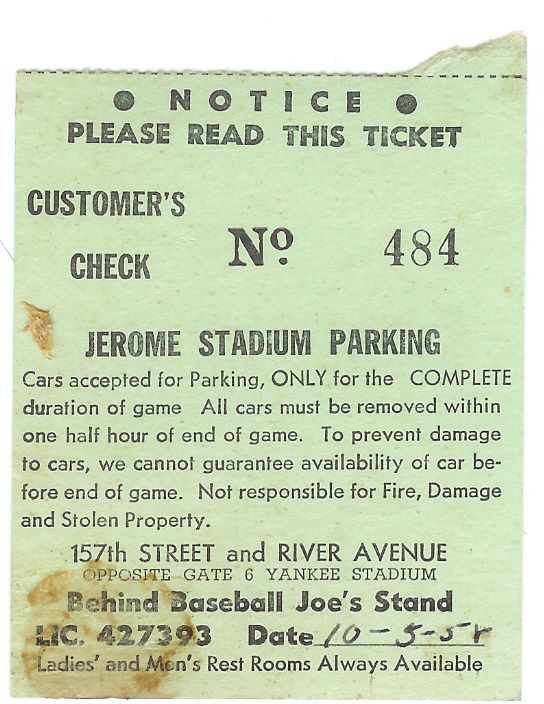 ● NOTICE ●
PLEASE READ THIS TICKET
CUSTOMER'S
CHECK
Nº 484
JEROME STADIUM PARKING
Cars accepted for Parking, ONLY for the COMPLETE
duration of game All cars must be removed within
one half hour of end of game. To prevent damage
to cars, we cannot guarantee availability of car be-
fore end of game. Not responsible for Fire, Damage
and Stolen Property.
157th STREET and RIVER AVENUE
OPPOSITE GATE 6 YANKEE STADIUM
Behind Baseball Joe's Stand
LIC. 427393 Date 10-5-58
Ladies' and Men's Rest Rooms Always Available